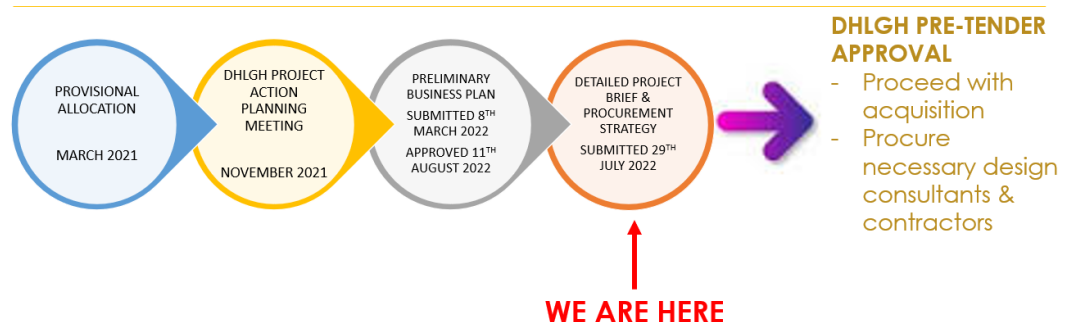 PROVISIONAL
ALLOCATION
MARCH 2021
DHLGH PROJECT
ACTION
PLANNING
MEETING
NOVEMBER 2021
PRELIMINARY
BUSINESS PLAN
SUBMITTED 8TH
MARCH 2022
APPROVED 11TH
AUGUST 2022
DETAILED PROJECT
BRIEF &
PROCUREMENT
STRATEGY
SUBMITTED 29TH
JULY 2022
WE ARE HERE
DHLGH PRE-TENDER
APPROVAL
- Proceed with
acquisition
- Procure
necessary design
consultants &
contractors